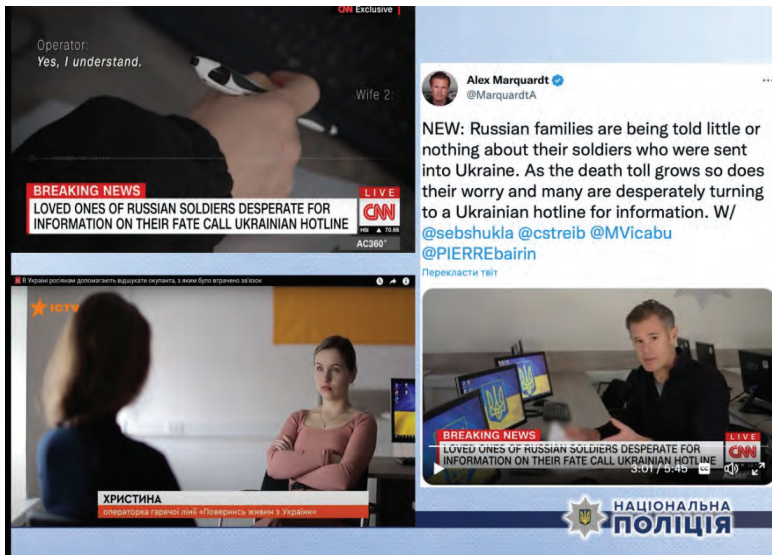 CNN Exclusive
Operator:
Yes, I understand.
Wife 2:
BREAKING NEWS
LOVED ONES OF RUSSIAN SOLDIERS DESPERATE FOR
INFORMATION ON THEIR FATE CALL UKRAINIAN HOTLINE
LIVE
CNN
HSI ▲ 70.86
AC360°
В Україні росіянам допомагають відшукати окупанта, з яким було втрачено зв'язок
ICTV
ХРИСТИНА
операторка гарячої лінії «Повернись живим з України»
Alex Marquardt
@MarquardtA
NEW: Russian families are being told little or
nothing about their soldiers who were sent
into Ukraine. As the death toll grows so does
their worry and many are desperately turning
to a Ukrainian hotline for information. W/
@sebshukla @cstreib @MVicabu
@PIERREbairin
Перекласти твіт
BREAKING NEWS
LOVED ONES OF RUSSIAN SOLDIERS DESPERATE FOR
INFORMATION ON THEIR FATE CALL UKRAINIAN HOTLINE
LIVE
CNN
3:01 / 5:45
CC
НАЦІОНАЛЬНА
ПОЛІЦІЯ